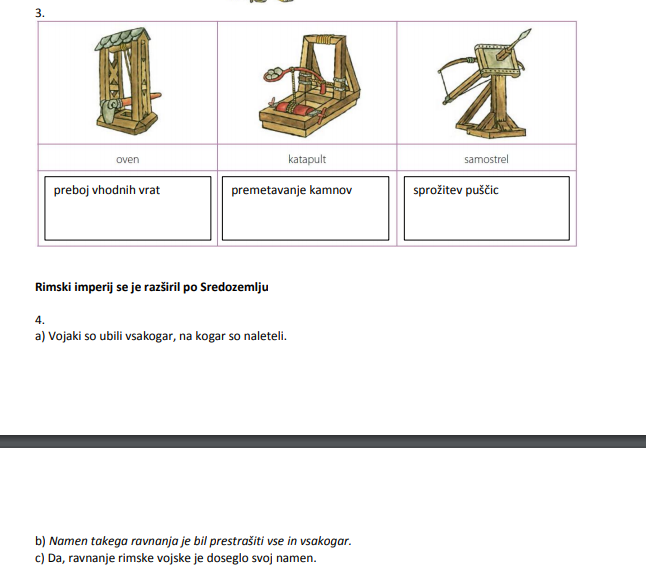 3.
oven katapult samostrel
preboj vhodnih vrat premetavanje kamnov sprožitev puščic
Rimski imperij se je razširil po Sredozemlju
4.
a) Vojaki so ubili vsakogar, na kogar so naleteli.
b) Namen takega ravnanja je bil prestrašiti vse in vsakogar.
c) Da, ravnanje rimske vojske je doseglo svoj namen.